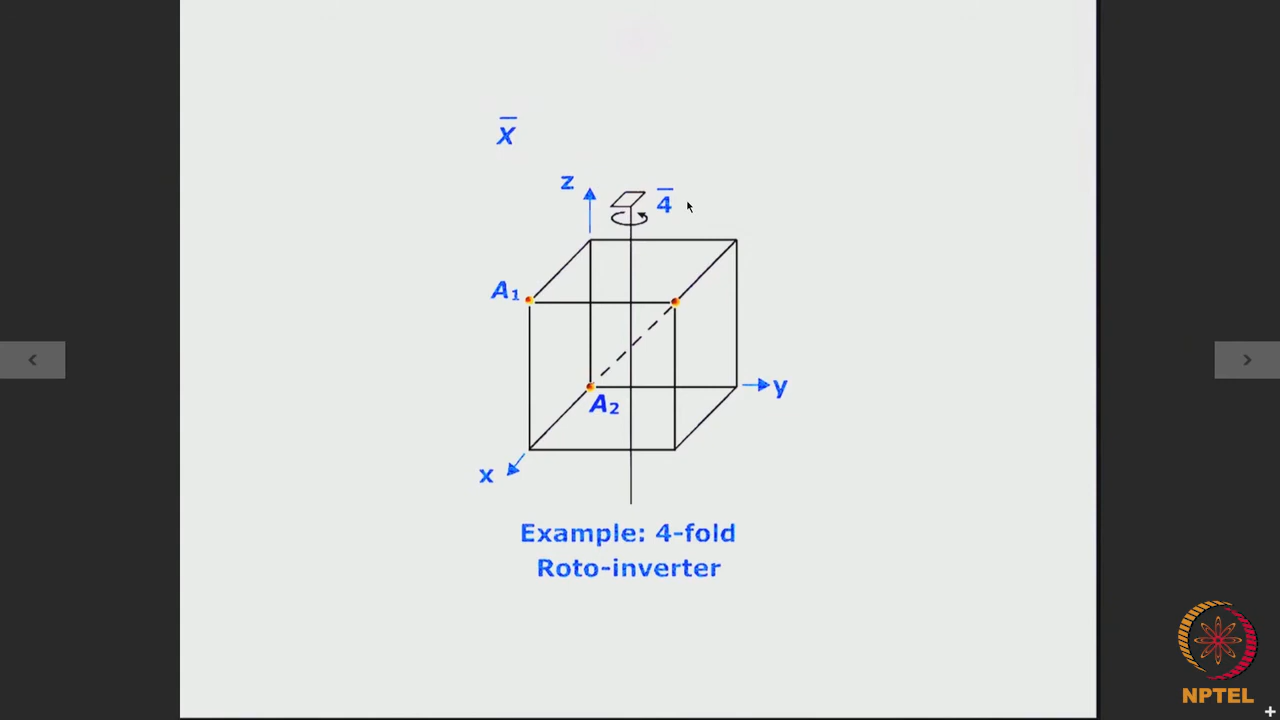 X̅
z
4̅
A₁
y
A₂
x
Example: 4-fold
Roto-inverter
NPTEL